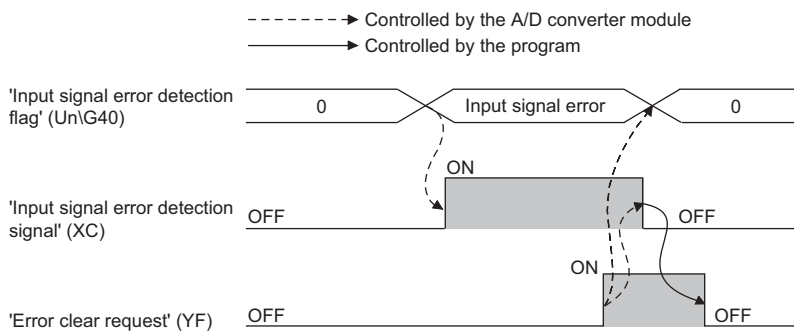 Controlled by the A/D converter module
Controlled by the program
'Input signal error detection
flag' (Un\G40)
0
Input signal error
0
ON
'Input signal error detection
signal' (XC)
OFF
OFF
ON
'Error clear request' (YF)
OFF
OFF